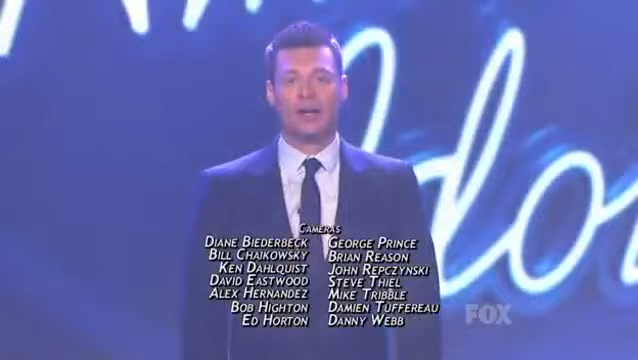 Idol
CAMERAS
DIANE BIEDERBECK GEORGE PRINCE
BILL CHAIKOWSKY BRIAN REASON
KEN DAHLQUIST JOHN REPCZYNSKI
DAVID EASTWOOD STEVE THIEL
ALEX HERNANDEZ MIKE TRIBBLE
BOB HIGHTON DAMIEN TUFFEREAU
ED HORTON DANNY WEBB
FOX